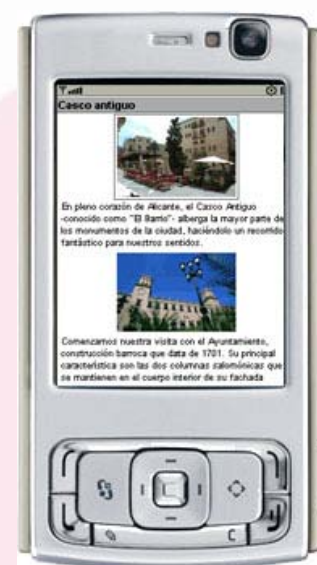 Casco antiguo
En pleno corazón de Alicante, el Casco Antiguo
-conocido como "El Barrio"- alberga la mayor parte de
los monumentos de la ciudad, haciéndolo un recorrido
fantástico para nuestros sentidos.
Comenzamos nuestra visita con el Ayuntamiento,
construcción barroca que data de 1701. Su principal
característica son las dos columnas salomónicas que
se mantienen en el cuerpo interior de su fachada
C